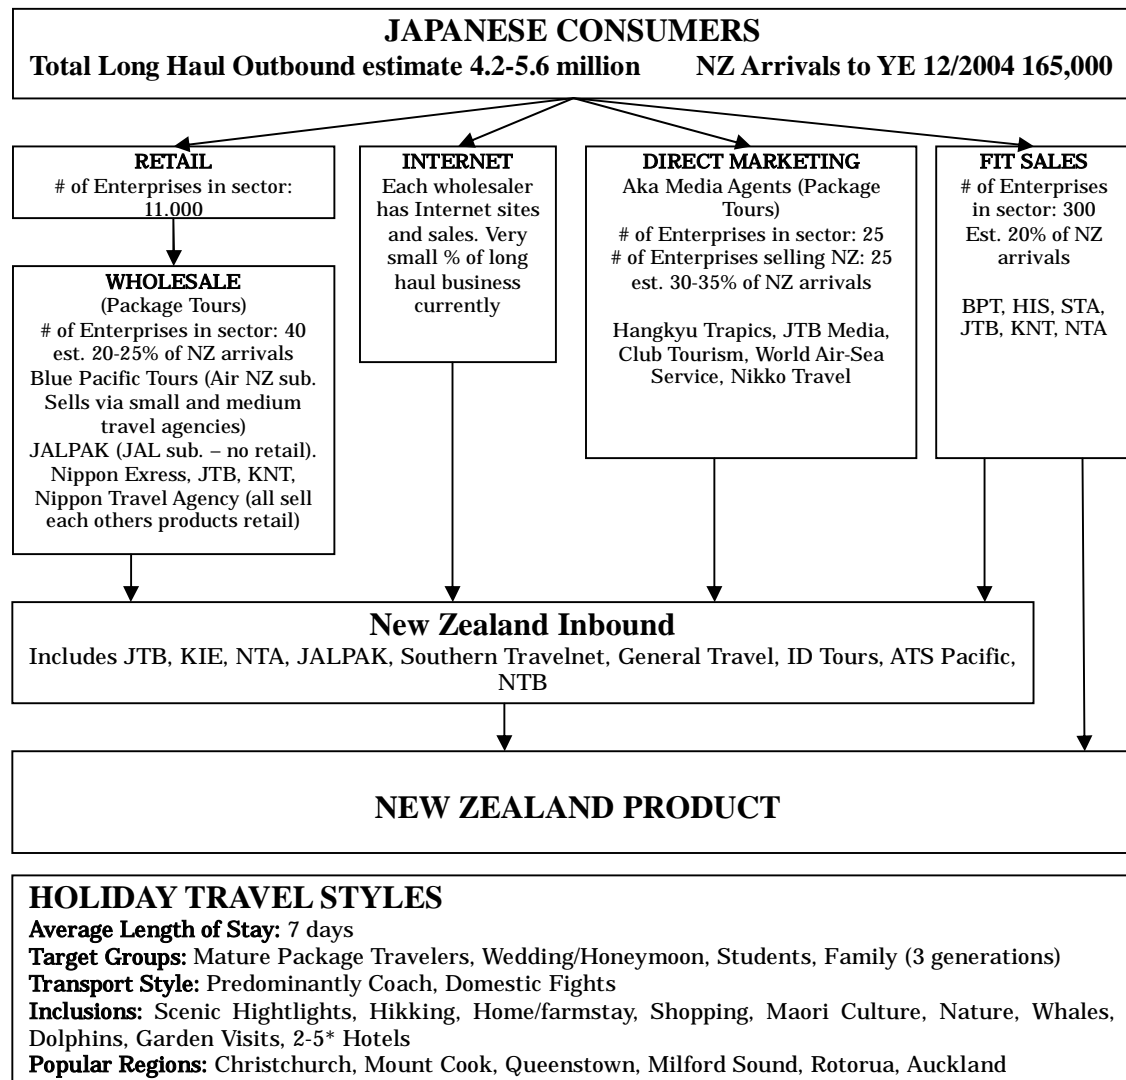 JAPANESE CONSUMERS
Total Long Haul Outbound estimate 4.2-5.6 million NZ Arrivals to YE 12/2004 165,000
RETAIL
# of Enterprises in sector:
11.000
WHOLESALE
(Package Tours)
# of Enterprises in sector: 40
est. 20-25% of NZ arrivals
Blue Pacific Tours (Air NZ sub.
Sells via small and medium
travel agencies)
JALPAK (JAL sub. – no retail).
Nippon Exress, JTB, KNT,
Nippon Travel Agency (all sell
each others products retail)
INTERNET
Each wholesaler
has Internet sites
and sales. Very
small % of long
haul business
currently
DIRECT MARKETING
Aka Media Agents (Package
Tours)
# of Enterprises in sector: 25
# of Enterprises selling NZ: 25
est. 30-35% of NZ arrivals
Hangkyu Trapics, JTB Media,
Club Tourism, World Air-Sea
Service, Nikko Travel
FIT SALES
# of Enterprises
in sector: 300
Est. 20% of NZ
arrivals
BPT, HIS, STA,
JTB, KNT, NTA
New Zealand Inbound
Includes JTB, KIE, NTA, JALPAK, Southern Travelnet, General Travel, ID Tours, ATS Pacific,
NTB
NEW ZEALAND PRODUCT
HOLIDAY TRAVEL STYLES
Average Length of Stay: 7 days
Target Groups: Mature Package Travelers, Wedding/Honeymoon, Students, Family (3 generations)
Transport Style: Predominantly Coach, Domestic Fights
Inclusions: Scenic Hightlights, Hikking, Home/farmstay, Shopping, Maori Culture, Nature, Whales,
Dolphins, Garden Visits, 2-5* Hotels
Popular Regions: Christchurch, Mount Cook, Queenstown, Milford Sound, Rotorua, Auckland